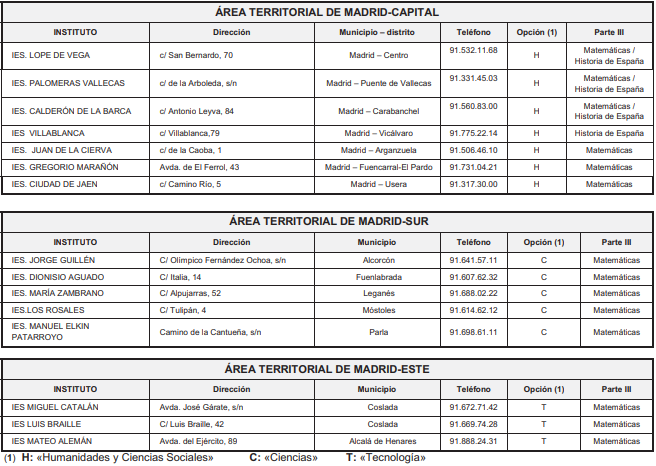 ÁREA TERRITORIAL DE MADRID-CAPITAL
INSTITUTO Dirección Municipio – distrito Teléfono Opción (1) Parte III
IES. LOPE DE VEGA c/ San Bernardo, 70 Madrid – Centro 91.532.11.68 H Matemáticas / Historia de España
IES. PALOMERAS VALLECAS c/ de la Arboleda, s/n Madrid – Puente de Vallecas 91.331.45.03 H Matemáticas / Historia de España
IES. CALDERÓN DE LA BARCA c/ Antonio Leyva, 84 Madrid – Carabanchel 91.560.83.00 H Matemáticas / Historia de España
IES VILLABLANCA c/ Villablanca,79 Madrid – Vicálvaro 91.775.22.14 H Historia de España
IES. JUAN DE LA CIERVA c/ de la Caoba, 1 Madrid – Arganzuela 91.506.46.10 H Matemáticas
IES. GREGORIO MARAÑÓN Avda. de El Ferrol, 43 Madrid – Fuencarral-El Pardo 91.731.04.21 H Matemáticas
IES. CIUDAD DE JAEN c/ Camino Río, 5 Madrid – Usera 91.317.30.00 H Matemáticas
ÁREA TERRITORIAL DE MADRID-SUR
INSTITUTO Dirección Municipio Teléfono Opción (1) Parte III
IES. JORGE GUILLÉN C/ Olímpico Fernández Ochoa, s/n Alcorcón 91.641.57.11 C Matemáticas
IES. DIONISIO AGUADO C/ Italia, 14 Fuenlabrada 91.607.62.32 C Matemáticas
IES. MARÍA ZAMBRANO C/ Alpujarras, 52 Leganés 91.688.02.22 C Matemáticas
IES.LOS ROSALES C/ Tulipán, 4 Móstoles 91.614.62.12 C Matemáticas
IES. MANUEL ELKIN PATARROYO Camino de la Cantueña, s/n Parla 91.698.61.11 C Matemáticas
ÁREA TERRITORIAL DE MADRID-ESTE
INSTITUTO Dirección Municipio Teléfono Opción (1) Parte III
IES MIGUEL CATALÁN Avda. José Gárate, s/n Coslada 91.672.71.42 T Matemáticas
IES LUIS BRAILLE C/ Luis Braille, 42 Coslada 91.669.74.28 T Matemáticas
IES MATEO ALEMÁN Avda. del Ejército, 89 Alcalá de Henares 91.888.24.31 T Matemáticas
(1) H: «Humanidades y Ciencias Sociales» C: «Ciencias» T: «Tecnología»